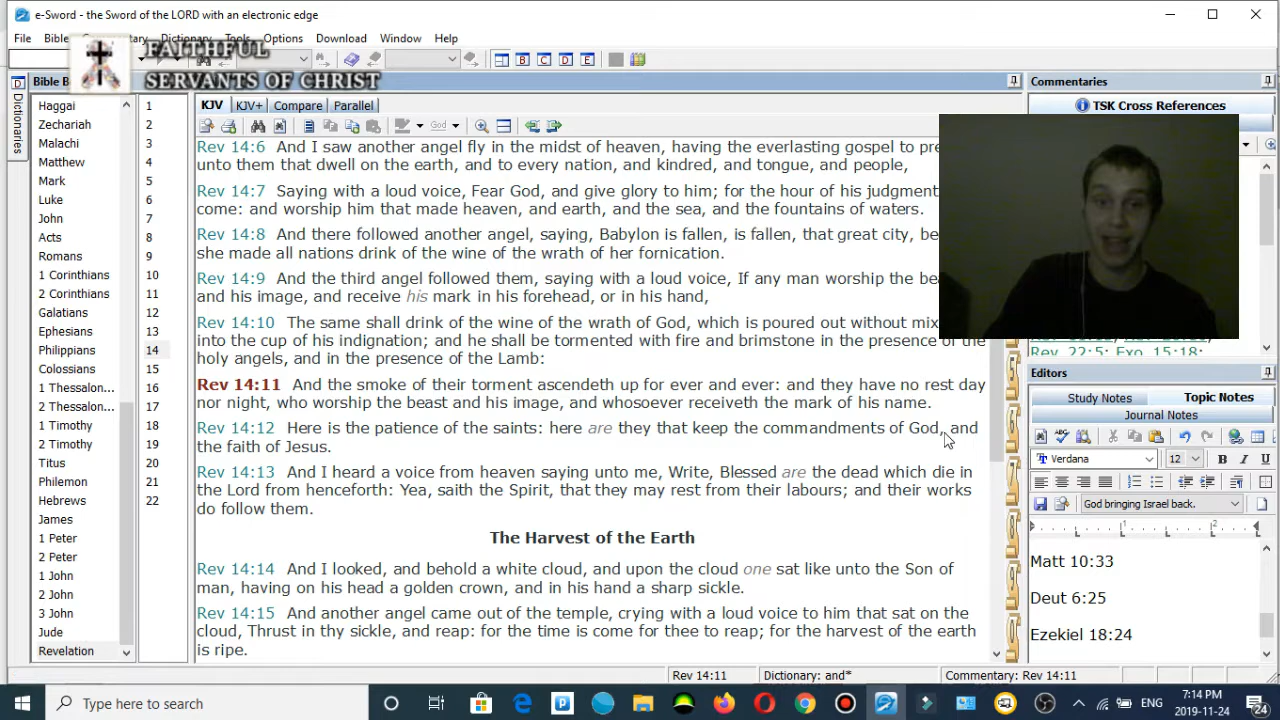 e-Sword - the Sword of the LORD with an electronic edge
File Bible Dictionary Tools Options Download Window Help
FAITHFUL
SERVANTS OF CHRIST
B C D E
Dictionaries
Bible
Commentaries
KJV KJV+ Compare Parallel
TSK Cross References
God
Haggai
Zechariah
Malachi
Matthew
Mark
Luke
John
Acts
Romans
1 Corinthians
2 Corinthians
Galatians
Ephesians
Philippians
Colossians
1 Thessalon...
2 Thessalon...
1 Timothy
2 Timothy
Titus
Philemon
Hebrews
James
1 Peter
2 Peter
1 John
2 John
3 John
Jude
Revelation
1
2
3
4
5
6
7
8
9
10
11
12
13
14
15
16
17
18
19
20
21
22
Rev 14:6 And I saw another angel fly in the midst of heaven, having the everlasting gospel to pre
unto them that dwell on the earth, and to every nation, and kindred, and tongue, and people,
Rev 14:7 Saying with a loud voice, Fear God, and give glory to him; for the hour of his judgment
come: and worship him that made heaven, and earth, and the sea, and the fountains of waters.
Rev 14:8 And there followed another angel, saying, Babylon is fallen, is fallen, that great city, be
she made all nations drink of the wine of the wrath of her fornication.
Rev 14:9 And the third angel followed them, saying with a loud voice, If any man worship the bea
and his image, and receive his mark in his forehead, or in his hand,
Rev 14:10 The same shall drink of the wine of the wrath of God, which is poured out without mix
into the cup of his indignation; and he shall be tormented with fire and brimstone in the presence of the
holy angels, and in the presence of the Lamb:
Rev 14:11 And the smoke of their torment ascendeth up for ever and ever: and they have no rest day
nor night, who worship the beast and his image, and whosoever receiveth the mark of his name.
Rev 14:12 Here is the patience of the saints: here are they that keep the commandments of God, and
the faith of Jesus.
Rev 14:13 And I heard a voice from heaven saying unto me, Write, Blessed are the dead which die in
the Lord from henceforth: Yea, saith the Spirit, that they may rest from their labours; and their works
do follow them.
The Harvest of the Earth
Rev 14:14 And I looked, and behold a white cloud, and upon the cloud one sat like unto the Son of
man, having on his head a golden crown, and in his hand a sharp sickle.
Rev 14:15 And another angel came out of the temple, crying with a loud voice to him that sat on the
cloud, Thrust in thy sickle, and reap: for the time is come for thee to reap; for the harvest of the earth
is ripe.
Rev 22:5; Exo 15:18;
Editors
Study Notes Topic Notes
Journal Notes
Verdana 12 B I U
God bringing Israel back.
1 2
Matt 10:33
Deut 6:25
Ezekiel 18:24
Rev 14:11 Dictionary: and* Commentary: Rev 14:11
Type here to search
ENG
7:14 PM
2019-11-24
24